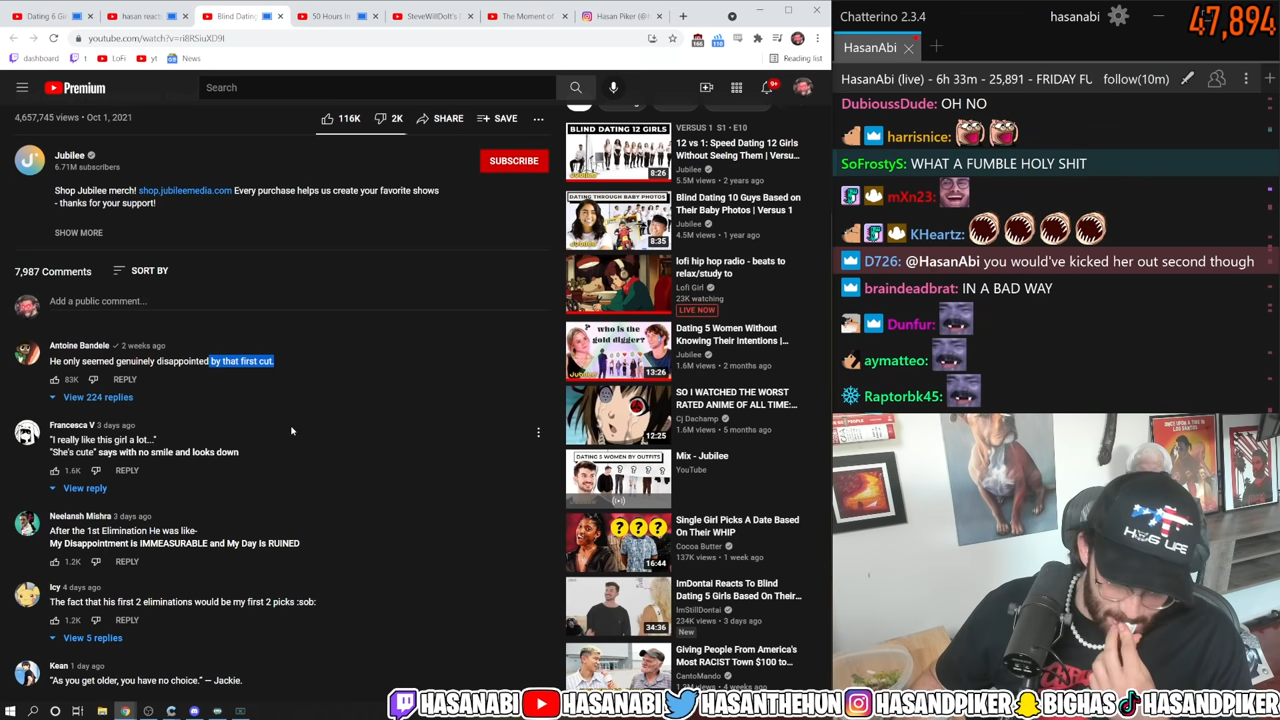 Dating 6 Gir
hasan react
Blind Dating
50 Hours In
SteveWillDoIt's
The Moment of
Hasan Piker (@
youtube.com/watch?v=ri8RSiuXD9I
dashboard
LoFi
yt
News
Reading list
Premium
Search
9+
4,657,745 views • Oct 1, 2021
116K
2K
SHARE
SAVE
Jubilee
6.71M subscribers
SUBSCRIBE
Shop Jubilee merch! shop.jubileemedia.com Every purchase helps us create your favorite shows
- thanks for your support!
SHOW MORE
7,987 Comments
SORT BY
Add a public comment...
Antoine Bandele 2 weeks ago
He only seemed genuinely disappointed by that first cut.
83K
REPLY
View 224 replies
Francesca V 3 days ago
"I really like this girl a lot..."
"She's cute" says with no smile and looks down
1.6K
REPLY
View reply
Neelansh Mishra 3 days ago
After the 1st Elimination He was like-
My Disappointment Is IMMEASURABLE and My Day Is RUINED
1.2K
REPLY
Icy 4 days ago
The fact that his first 2 eliminations would be my first 2 picks :sob:
1.2K
REPLY
View 5 replies
Kean 1 day ago
"As you get older, you have no choice." — Jackie.
BLIND DATING 12 GIRLS
8:26
VERSUS 1 S1 • E10
12 vs 1: Speed Dating 12 Girls
Without Seeing Them | Versu...
Jubilee
5.5M views • 2 years ago
DATING THROUGH BABY PHOTOS
8:35
Blind Dating 10 Guys Based on
Their Baby Photos | Versus 1
Jubilee
4.5M views • 1 year ago
lofi hip hop radio - beats to
relax/study to
Lofi Girl
23K watching
LIVE NOW
who is the
gold digger?
13:26
Dating 5 Women Without
Knowing Their Intentions |...
Jubilee
1.6M views • 2 months ago
12:25
SO I WATCHED THE WORST
RATED ANIME OF ALL TIME:...
Cj Dachamp
1.6M views • 5 months ago
DATING 5 WOMEN BY OUTFITS
Mix - Jubilee
YouTube
16:44
Single Girl Picks A Date Based
On Their WHIP
Cocoa Butter
137K views • 1 week ago
34:36
ImDontai Reacts To Blind
Dating 5 Girls Based On Their...
ImStillDontai
234K views • 3 days ago
New
Giving People From America's
Most RACIST Town $100 to...
CantoMando
Chatterino 2.3.4
hasanabi
47,894
HasanAbi
HasanAbi (live) - 6h 33m - 25,891 - FRIDAY FU
follow(10m)
DubioussDude: OH NO
harrisnice:
SoFrostyS: WHAT A FUMBLE HOLY SHIT
mXn23:
KHeartz:
D726: @HasanAbi you would've kicked her out second though
braindeadbrat: IN A BAD WAY
Dunfur:
aymatteo:
Raptorbk45:
HASANABI
HASANABI
HASANTHEHUN
HASANDPIKER
BIGHAS
HASANDPIKER